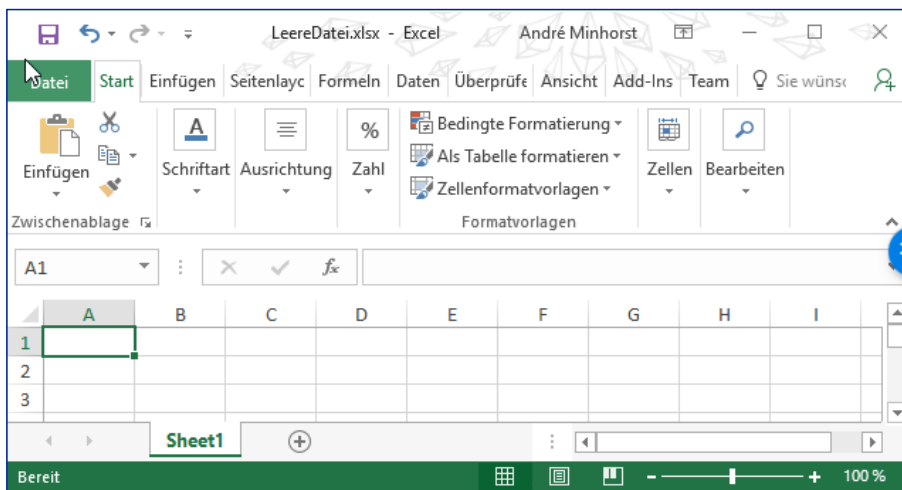 LeereDatei.xlsx - Excel André Minhorst
Datei Start Einfügen Seitenlayc Formeln Daten Überprüfe Ansicht Add-Ins Team Sie wünsc
Einfügen
Schriftart
Ausrichtung
%
Zahl
Bedingte Formatierung
Als Tabelle formatieren
Zellenformatvorlagen
Zellen
Bearbeiten
Zwischenablage
Formatvorlagen
A1 fx
A B C D E F G H I
1
2
3
Sheet1
Bereit 100 %